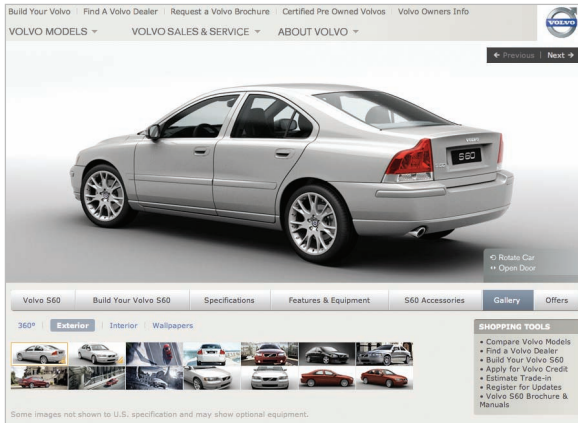 Build Your Volvo | Find A Volvo Dealer | Request a Volvo Brochure | Certified Pre Owned Volvos | Volvo Owners Info
VOLVO MODELS VOLVO SALES & SERVICE ABOUT VOLVO
VOLVO
← Previous | Next →
S60
Rotate Car
Open Door
Volvo S60 Build Your Volvo S60 Specifications Features & Equipment S60 Accessories Gallery Offers
360º | Exterior | Interior | Wallpapers
SHOPPING TOOLS
• Compare Volvo Models
• Find a Volvo Dealer
• Build Your Volvo S60
• Apply for Volvo Credit
• Estimate Trade-in
• Register for Updates
• Volvo S60 Brochure &
Manuals
Some images not shown to U.S. specification and may show optional equipment.